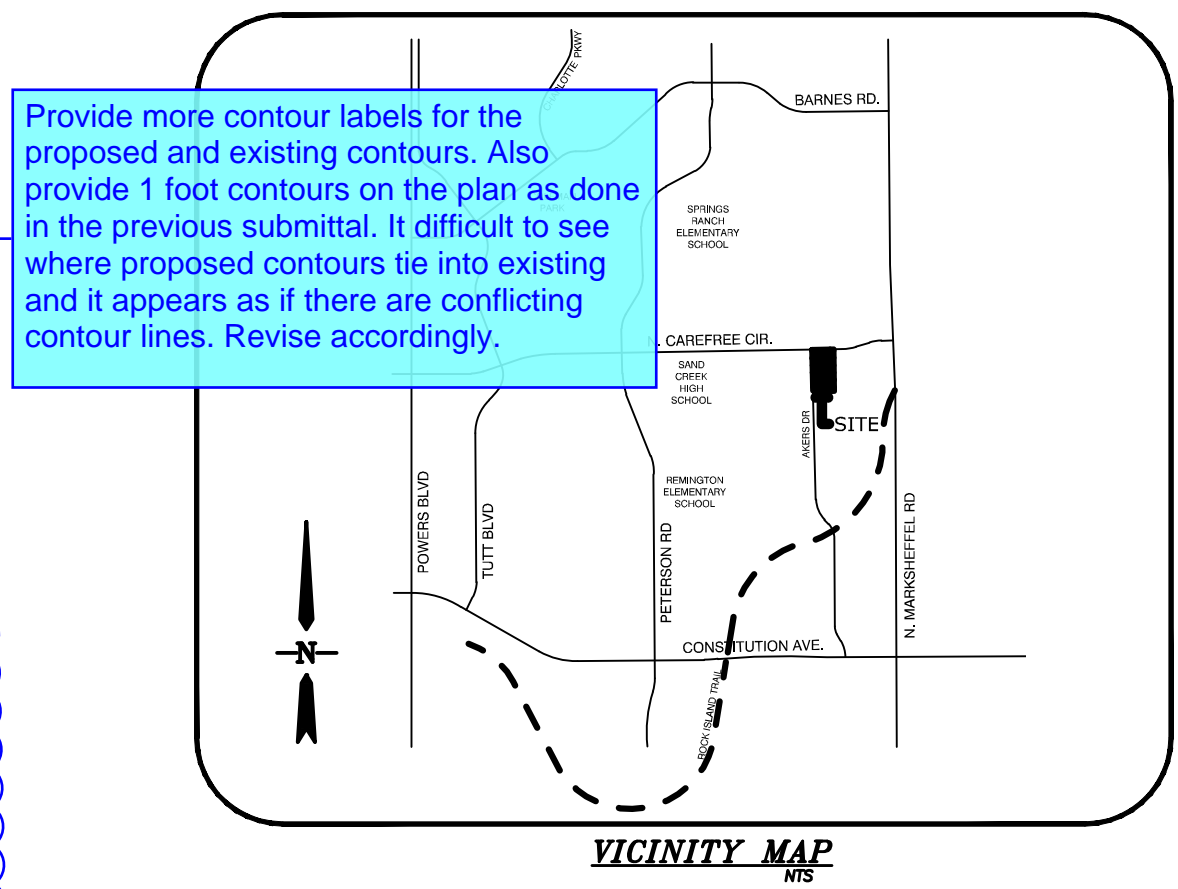 Provide more contour labels for the
proposed and existing contours. Also
provide 1 foot contours on the plan as done
in the previous submittal. It difficult to see
where proposed contours tie into existing
and it appears as if there are conflicting
contour lines. Revise accordingly.
CHARLOTTE PKWY
BARNES RD.
PARK
SPRINGS
RANCH
ELEMENTARY
SCHOOL
N. CAREFREE CIR.
SAND
CREEK
HIGH
SCHOOL
AKERS DR
SITE
REMINGTON
ELEMENTARY
SCHOOL
POWERS BLVD
TUTT BLVD
PETERSON RD
N. MARKSHEFFEL RD
N
CONSTITUTION AVE.
ROCK ISLAND TRAIL
VICINITY MAP
NTS